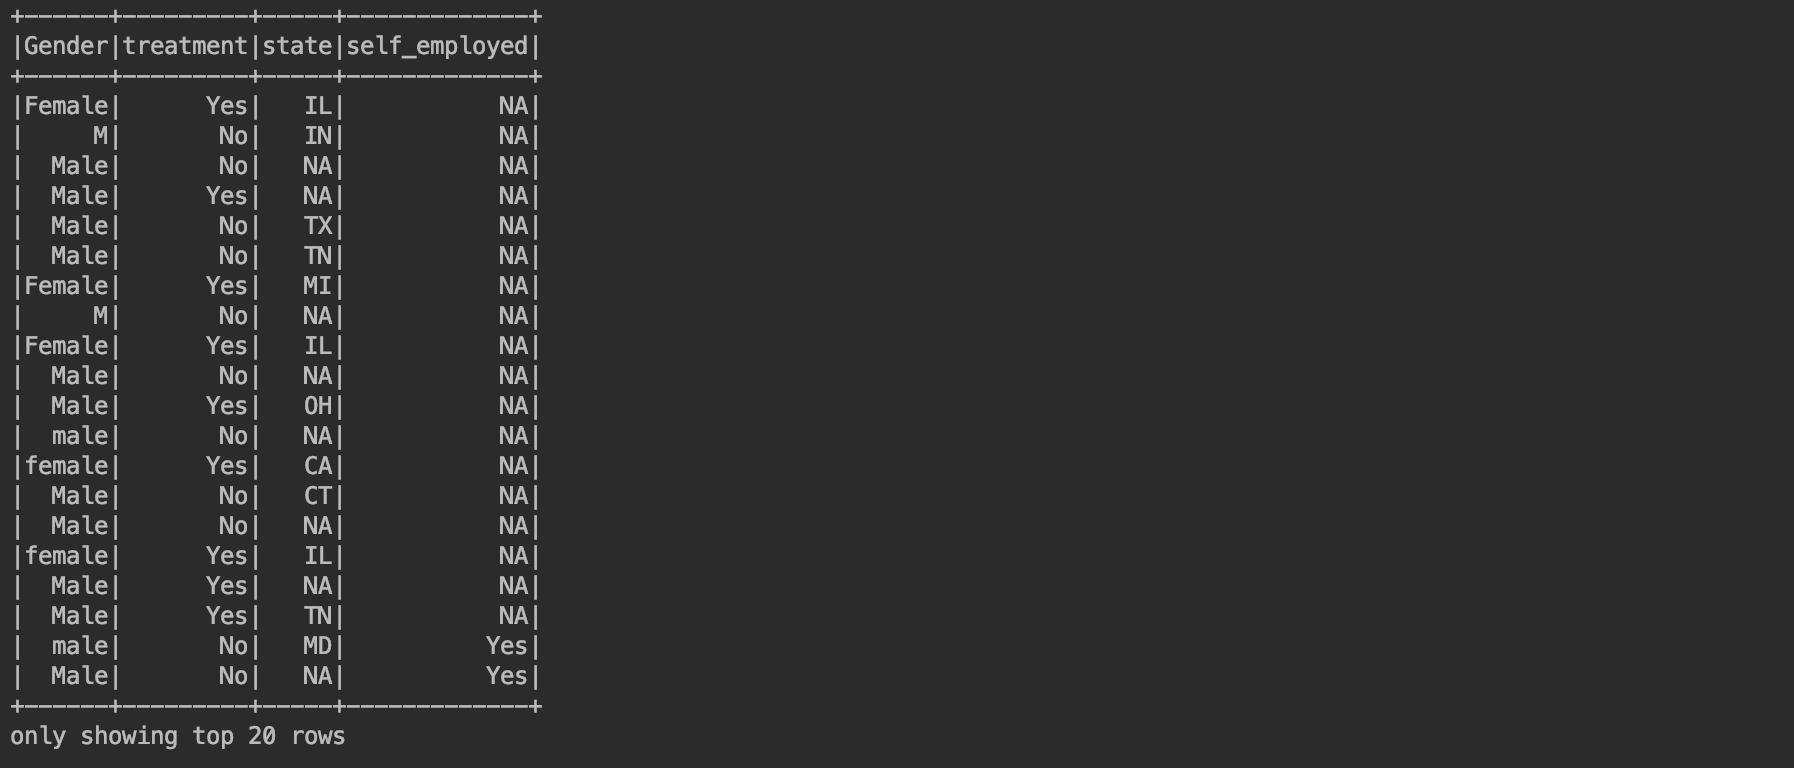 +------+---------+-----+-------------+
|Gender|treatment|state|self_employed|
+------+---------+-----+-------------+
|Female|      Yes|   IL|           NA|
|     M|       No|   IN|           NA|
|  Male|       No|   NA|           NA|
|  Male|      Yes|   NA|           NA|
|  Male|       No|   TX|           NA|
|  Male|       No|   TN|           NA|
|Female|      Yes|   MI|           NA|
|     M|       No|   NA|           NA|
|Female|      Yes|   IL|           NA|
|  Male|       No|   NA|           NA|
|  Male|      Yes|   OH|           NA|
|  male|       No|   NA|           NA|
|female|      Yes|   CA|           NA|
|  Male|       No|   CT|           NA|
|  Male|       No|   NA|           NA|
|female|      Yes|   IL|           NA|
|  Male|      Yes|   NA|           NA|
|  Male|      Yes|   TN|           NA|
|  male|       No|   MD|          Yes|
|  Male|       No|   NA|          Yes|
+------+---------+-----+-------------+
only showing top 20 rows